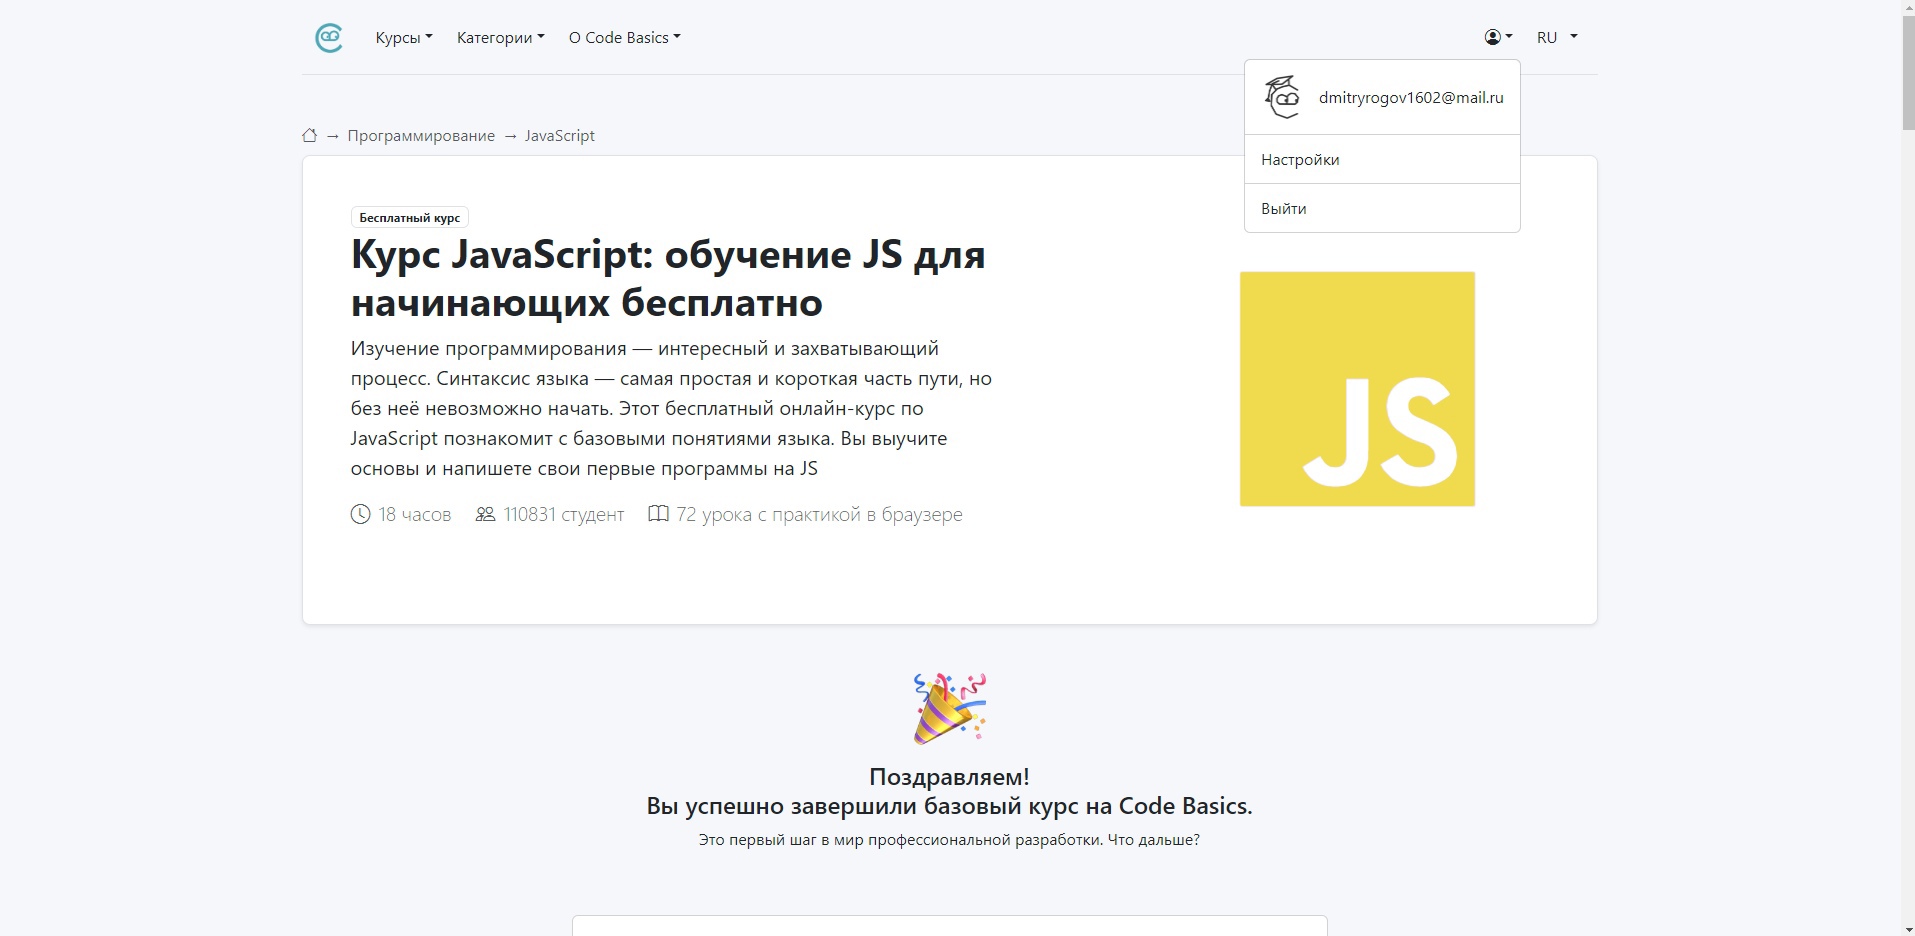 Курсы
Категории
О Code Basics
RU
dmitryrogov1602@mail.ru
Настройки
Выйти
→ Программирование → JavaScript
Бесплатный курс
Курс JavaScript: обучение JS для
начинающих бесплатно
Изучение программирования — интересный и захватывающий
процесс. Синтаксис языка — самая простая и короткая часть пути, но
без неё невозможно начать. Этот бесплатный онлайн-курс по
JavaScript познакомит с базовыми понятиями языка. Вы выучите
основы и напишете свои первые программы на JS
18 часов
110831 студент
72 урока с практикой в браузере
JS
Поздравляем!
Вы успешно завершили базовый курс на Code Basics.
Это первый шаг в мир профессиональной разработки. Что дальше?